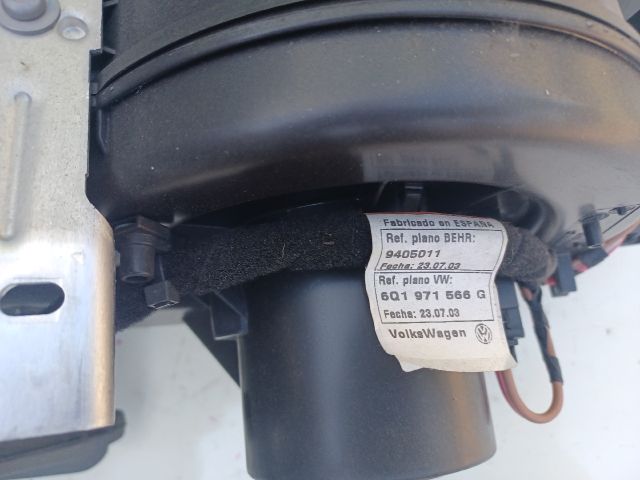 Fabricado en ESPAÑA
Ref. plano BEHR:
9405011
Fecha: 23.07.03
Ref. plano VW:
6Q1 971 566 G
Fecha: 23.07.03
VolksWagen